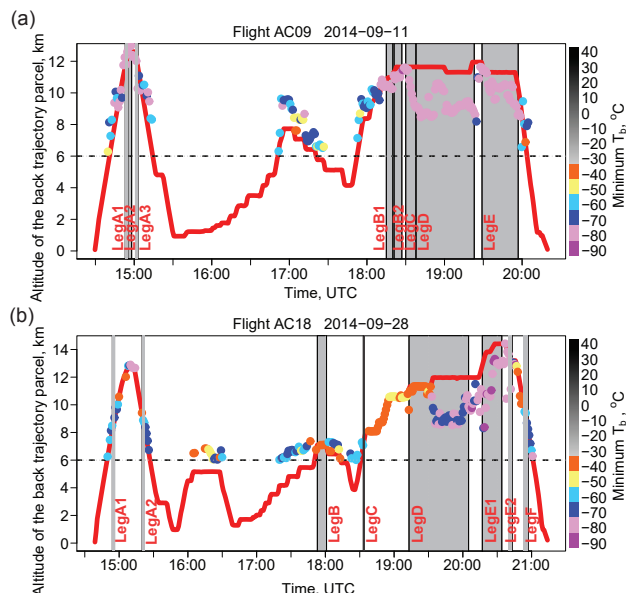 (a)
Flight AC09 2014-09-11
Altitude of the back trajectory parcel, km
12
10
8
6
4
2
0
LegA1
LegA2
LegA3
LegB1
LegB2
LegC
LegD
LegE
15:00 16:00 17:00 18:00 19:00 20:00
Time, UTC
40
30
20
10
0
−10
−20
−30
−40
−50
−60
−70
−80
−90
Minimum Tb, °C
(b)
Flight AC18 2014-09-28
Altitude of the back trajectory parcel, km
14
12
10
8
6
4
2
0
LegA1
LegA2
LegB
LegC
LegD
LegE1
LegE2
LegF
15:00 16:00 17:00 18:00 19:00 20:00 21:00
Time, UTC
40
30
20
10
0
−10
−20
−30
−40
−50
−60
−70
−80
−90
Minimum Tb, °C